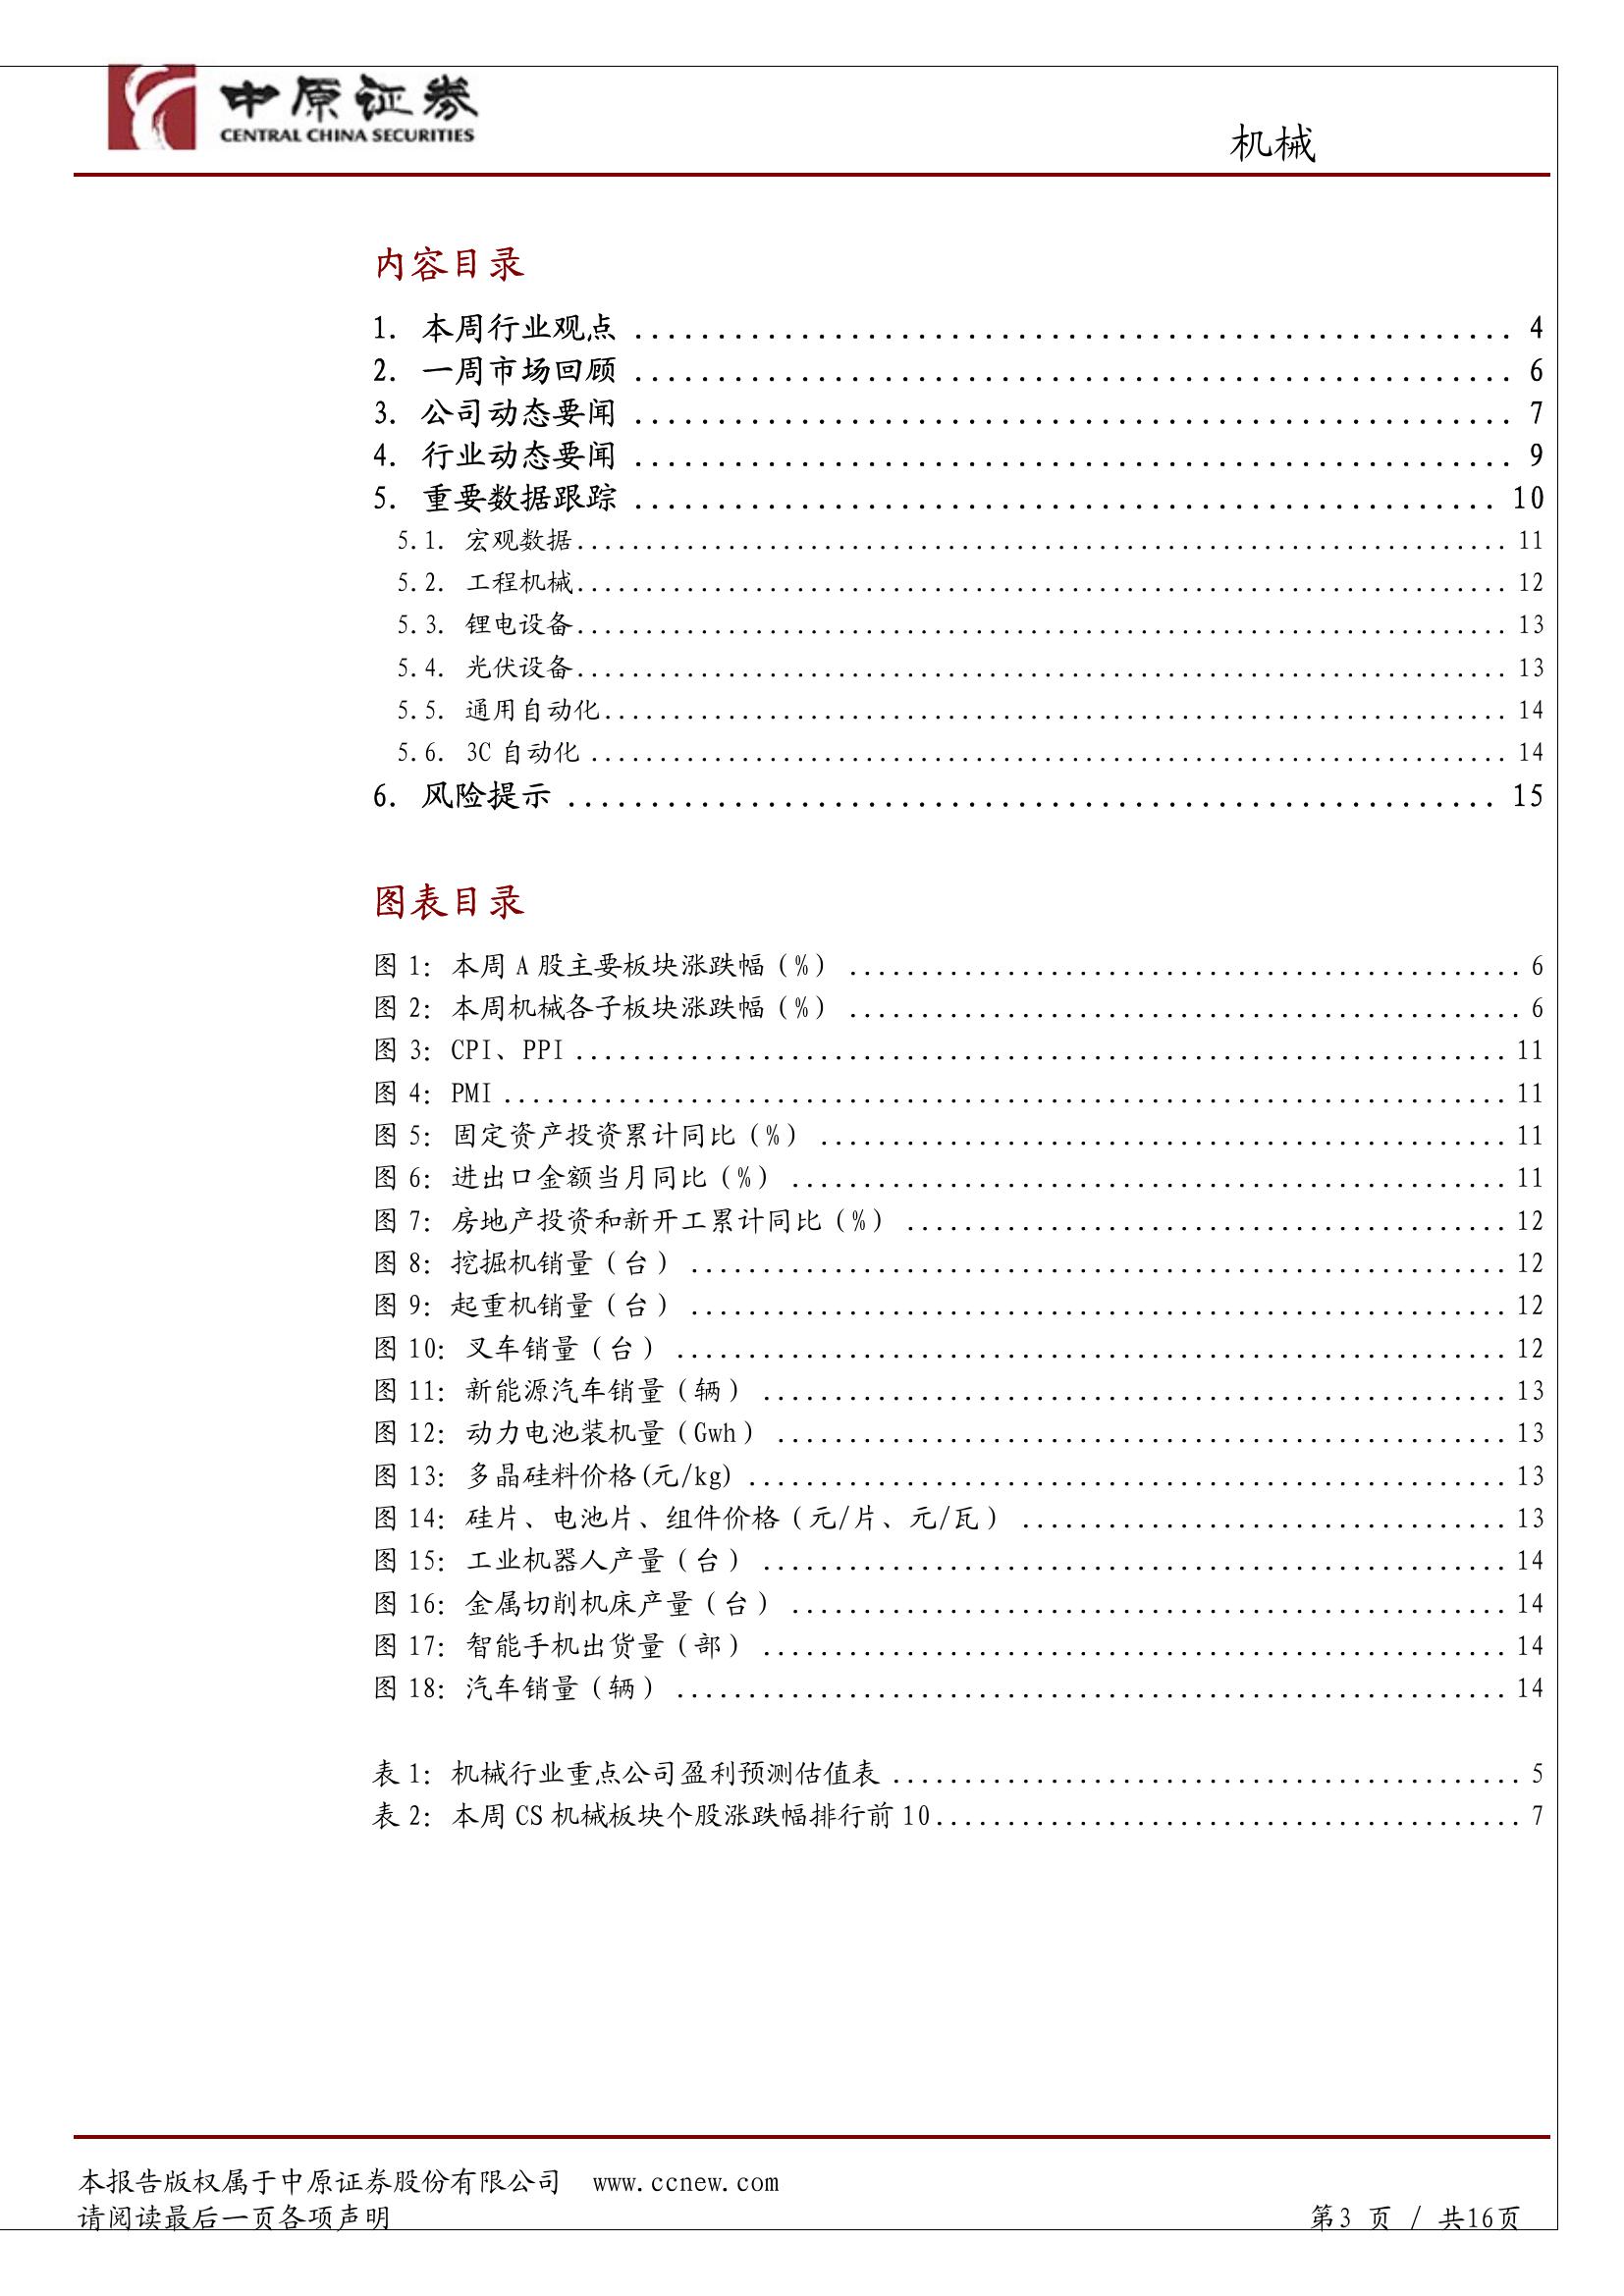 中原证券
CENTRAL CHINA SECURITIES
机械
内容目录
1. 本周行业观点 ........................................................ 4
2. 一周市场回顾 ........................................................ 6
3. 公司动态要闻 ........................................................ 7
4. 行业动态要闻 ........................................................ 9
5. 重要数据跟踪 ....................................................... 10
5.1. 宏观数据.................................................................... 11
5.2. 工程机械.................................................................... 12
5.3. 锂电设备.................................................................... 13
5.4. 光伏设备.................................................................... 13
5.5. 通用自动化.................................................................. 14
5.6. 3C 自动化 ................................................................... 14
6. 风险提示 ........................................................... 15
图表目录
图 1: 本周 A 股主要板块涨跌幅（%） ............................................... 6
图 2: 本周机械各子板块涨跌幅（%） ............................................... 6
图 3: CPI、PPI ................................................................. 11
图 4: PMI ...................................................................... 11
图 5: 固定资产投资累计同比（%） ................................................ 11
图 6: 进出口金额当月同比（%） .................................................. 11
图 7: 房地产投资和新开工累计同比（%） .......................................... 12
图 8: 挖掘机销量（台） ......................................................... 12
图 9: 起重机销量（台） ......................................................... 12
图 10: 叉车销量（台） .......................................................... 12
图 11: 新能源汽车销量（辆） .................................................... 13
图 12: 动力电池装机量（Gwh） ................................................... 13
图 13: 多晶硅料价格(元/kg) ..................................................... 13
图 14: 硅片、电池片、组件价格（元/片、元/瓦） .................................. 13
图 15: 工业机器人产量（台） .................................................... 14
图 16: 金属切削机床产量（台） .................................................. 14
图 17: 智能手机出货量（部） .................................................... 14
图 18: 汽车销量（辆） .......................................................... 14
表 1: 机械行业重点公司盈利预测估值表 ............................................ 5
表 2: 本周 CS 机械板块个股涨跌幅排行前 10......................................... 7
本报告版权属于中原证券股份有限公司 www.ccnew.com
请阅读最后一页各项声明
第3 页 / 共16页